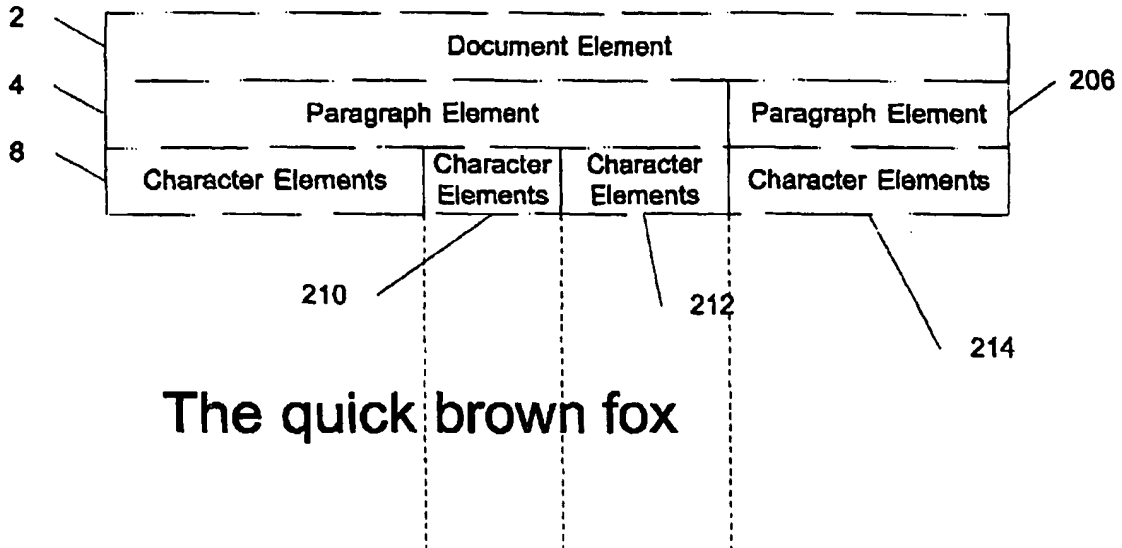 2
Document Element
4
Paragraph Element Paragraph Element
206
8
Character Elements Character Elements Character Elements Character Elements
210
212
214
The quick brown fox